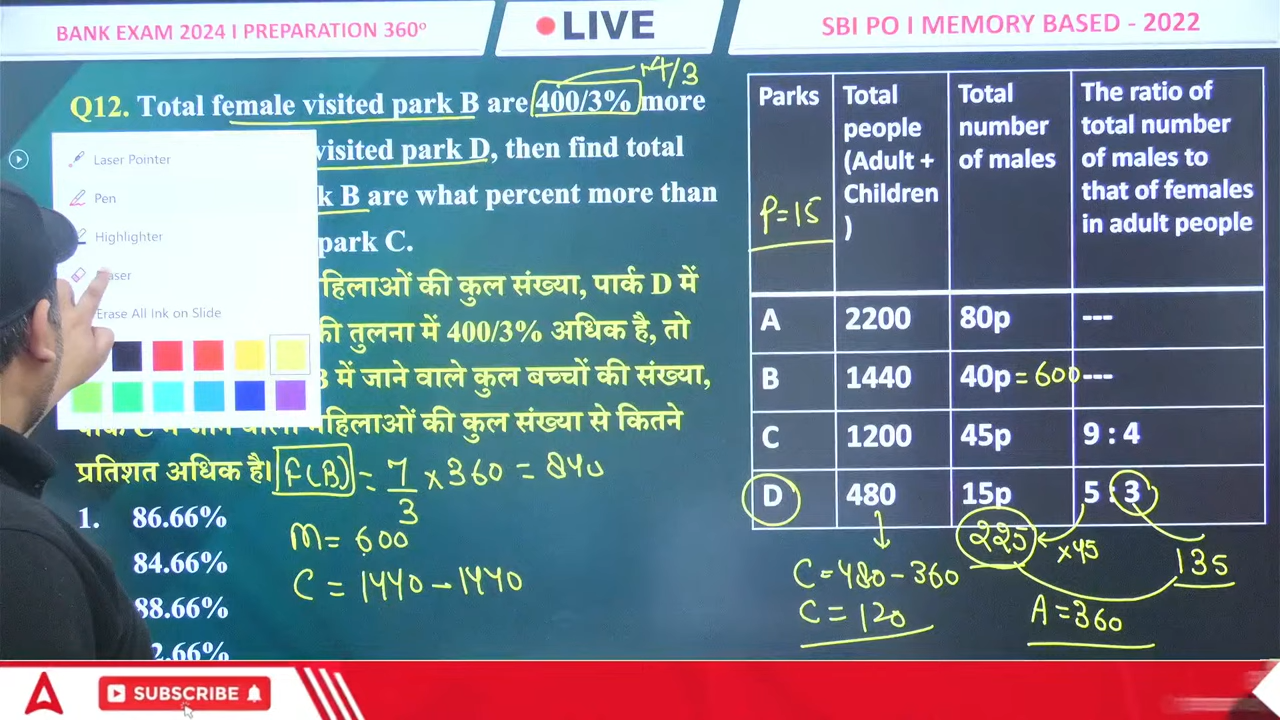 BANK EXAM 2024 I PREPARATION 360º
LIVE
SBI PO I MEMORY BASED - 2022
+4/3
Q12. Total female visited park B are 400/3% more
visited park D, then find total
k B are what percent more than
park C.
हिलाओं की कुल संख्या, पार्क D में
की तुलना में 400/3% अधिक है, तो
B में जाने वाले कुल बच्चों की संख्या,
महिलाओं की कुल संख्या से कितने
प्रतिशत अधिक है।
F(B) = 7/3 × 360 = 840
M = 600
C = 1440 - 1440
1. 86.66%
84.66%
88.66%
2.66%
Laser Pointer
Pen
Highlighter
Erase All Ink on Slide
Parks Total people (Adult + Children) Total number of males The ratio of total number of males to that of females in adult people
P=15
A 2200 80p ---
B 1440 40p = 600 ---
C 1200 45p 9 : 4
D 480 15p 5 : 3
225 ×45 135
C = 480 - 360
C = 120
A = 360
SUBSCRIBE